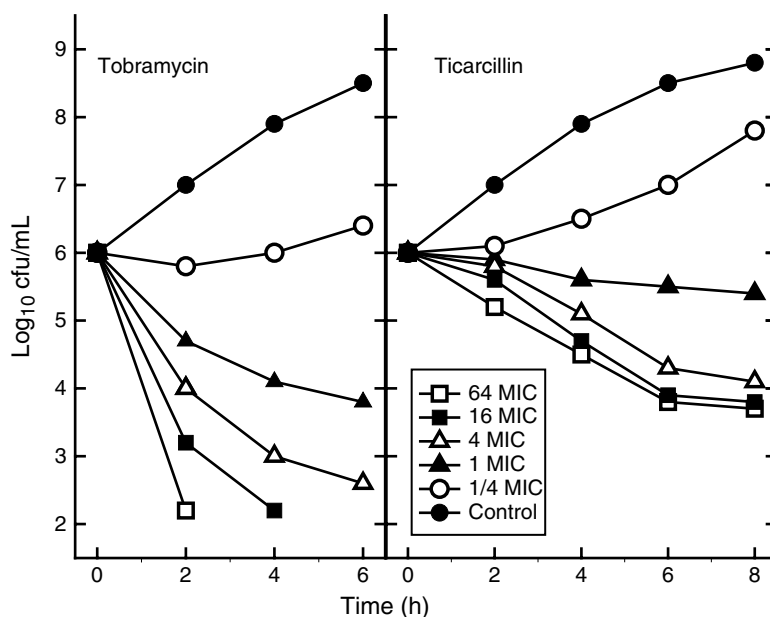 Tobramycin
Ticarcillin
Log10 cfu/mL
9
8
7
6
5
4
3
2
64 MIC
16 MIC
4 MIC
1 MIC
1/4 MIC
Control
0 2 4 6 0 2 4 6 8
Time (h)